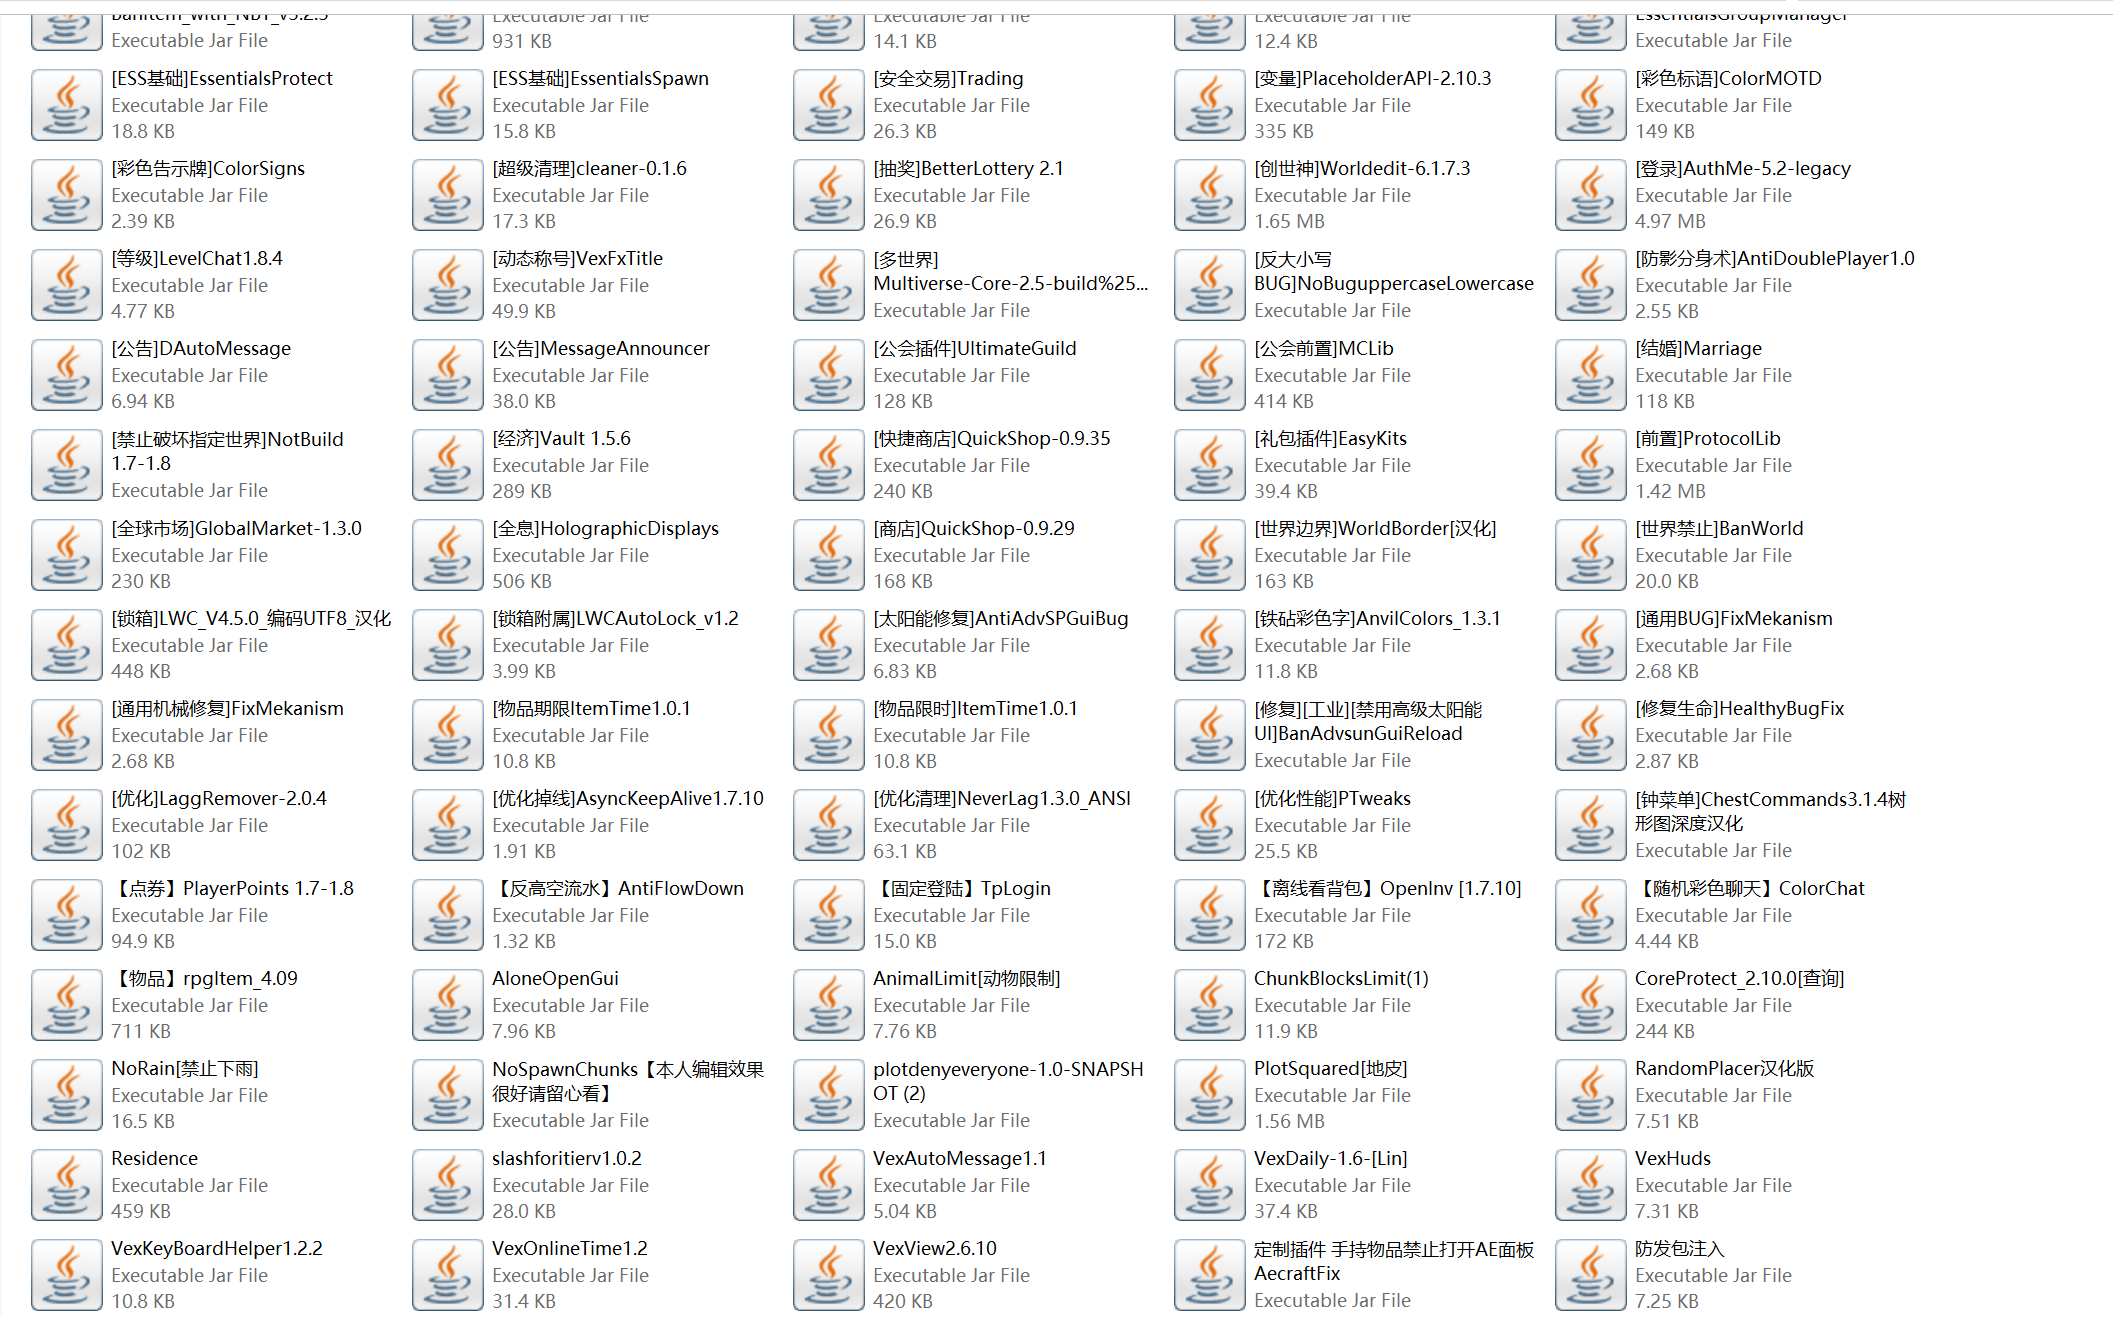 BanItem_with_NBT_v3.2.3
Executable Jar File
Executable Jar File
931 KB
Executable Jar File
14.1 KB
Executable Jar File
12.4 KB
EssentialsGroupManager
Executable Jar File
[ESS基础]EssentialsProtect
Executable Jar File
18.8 KB
[ESS基础]EssentialsSpawn
Executable Jar File
15.8 KB
[安全交易]Trading
Executable Jar File
26.3 KB
[变量]PlaceholderAPI-2.10.3
Executable Jar File
335 KB
[彩色标语]ColorMOTD
Executable Jar File
149 KB
[彩色告示牌]ColorSigns
Executable Jar File
2.39 KB
[超级清理]cleaner-0.1.6
Executable Jar File
17.3 KB
[抽奖]BetterLottery 2.1
Executable Jar File
26.9 KB
[创世神]Worldedit-6.1.7.3
Executable Jar File
1.65 MB
[登录]AuthMe-5.2-legacy
Executable Jar File
4.97 MB
[等级]LevelChat1.8.4
Executable Jar File
4.77 KB
[动态称号]VexFxTitle
Executable Jar File
49.9 KB
[多世界]
Multiverse-Core-2.5-build%25...
Executable Jar File
[反大小写
BUG]NoBuguppercaseLowercase
Executable Jar File
[防影分身术]AntiDoublePlayer1.0
Executable Jar File
2.55 KB
[公告]DAutoMessage
Executable Jar File
6.94 KB
[公告]MessageAnnouncer
Executable Jar File
38.0 KB
[公会插件]UltimateGuild
Executable Jar File
128 KB
[公会前置]MCLib
Executable Jar File
414 KB
[结婚]Marriage
Executable Jar File
118 KB
[禁止破坏指定世界]NotBuild
1.7-1.8
Executable Jar File
[经济]Vault 1.5.6
Executable Jar File
289 KB
[快捷商店]QuickShop-0.9.35
Executable Jar File
240 KB
[礼包插件]EasyKits
Executable Jar File
39.4 KB
[前置]ProtocolLib
Executable Jar File
1.42 MB
[全球市场]GlobalMarket-1.3.0
Executable Jar File
230 KB
[全息]HolographicDisplays
Executable Jar File
506 KB
[商店]QuickShop-0.9.29
Executable Jar File
168 KB
[世界边界]WorldBorder[汉化]
Executable Jar File
163 KB
[世界禁止]BanWorld
Executable Jar File
20.0 KB
[锁箱]LWC_V4.5.0_编码UTF8_汉化
Executable Jar File
448 KB
[锁箱附属]LWCAutoLock_v1.2
Executable Jar File
3.99 KB
[太阳能修复]AntiAdvSPGuiBug
Executable Jar File
6.83 KB
[铁砧彩色字]AnvilColors_1.3.1
Executable Jar File
11.8 KB
[通用BUG]FixMekanism
Executable Jar File
2.68 KB
[通用机械修复]FixMekanism
Executable Jar File
2.68 KB
[物品期限ItemTime1.0.1
Executable Jar File
10.8 KB
[物品限时]ItemTime1.0.1
Executable Jar File
10.8 KB
[修复][工业][禁用高级太阳能
UI]BanAdvsunGuiReload
Executable Jar File
[修复生命]HealthyBugFix
Executable Jar File
2.87 KB
[优化]LaggRemover-2.0.4
Executable Jar File
102 KB
[优化掉线]AsyncKeepAlive1.7.10
Executable Jar File
1.91 KB
[优化清理]NeverLag1.3.0_ANSI
Executable Jar File
63.1 KB
[优化性能]PTweaks
Executable Jar File
25.5 KB
[钟菜单]ChestCommands3.1.4树
形图深度汉化
Executable Jar File
【点券】PlayerPoints 1.7-1.8
Executable Jar File
94.9 KB
【反高空流水】AntiFlowDown
Executable Jar File
1.32 KB
【固定登陆】TpLogin
Executable Jar File
15.0 KB
【离线看背包】OpenInv [1.7.10]
Executable Jar File
172 KB
【随机彩色聊天】ColorChat
Executable Jar File
4.44 KB
【物品】rpgItem_4.09
Executable Jar File
711 KB
AloneOpenGui
Executable Jar File
7.96 KB
AnimalLimit[动物限制]
Executable Jar File
7.76 KB
ChunkBlocksLimit(1)
Executable Jar File
11.9 KB
CoreProtect_2.10.0[查询]
Executable Jar File
244 KB
NoRain[禁止下雨]
Executable Jar File
16.5 KB
NoSpawnChunks【本人编辑效果
很好请留心看】
Executable Jar File
plotdenyeveryone-1.0-SNAPSH
OT (2)
Executable Jar File
PlotSquared[地皮]
Executable Jar File
1.56 MB
RandomPlacer汉化版
Executable Jar File
7.51 KB
Residence
Executable Jar File
459 KB
slashforitierv1.0.2
Executable Jar File
28.0 KB
VexAutoMessage1.1
Executable Jar File
5.04 KB
VexDaily-1.6-[Lin]
Executable Jar File
37.4 KB
VexHuds
Executable Jar File
7.31 KB
VexKeyBoardHelper1.2.2
Executable Jar File
10.8 KB
VexOnlineTime1.2
Executable Jar File
31.4 KB
VexView2.6.10
Executable Jar File
420 KB
定制插件 手持物品禁止打开AE面板
AecraftFix
Executable Jar File
防发包注入
Executable Jar File
7.25 KB